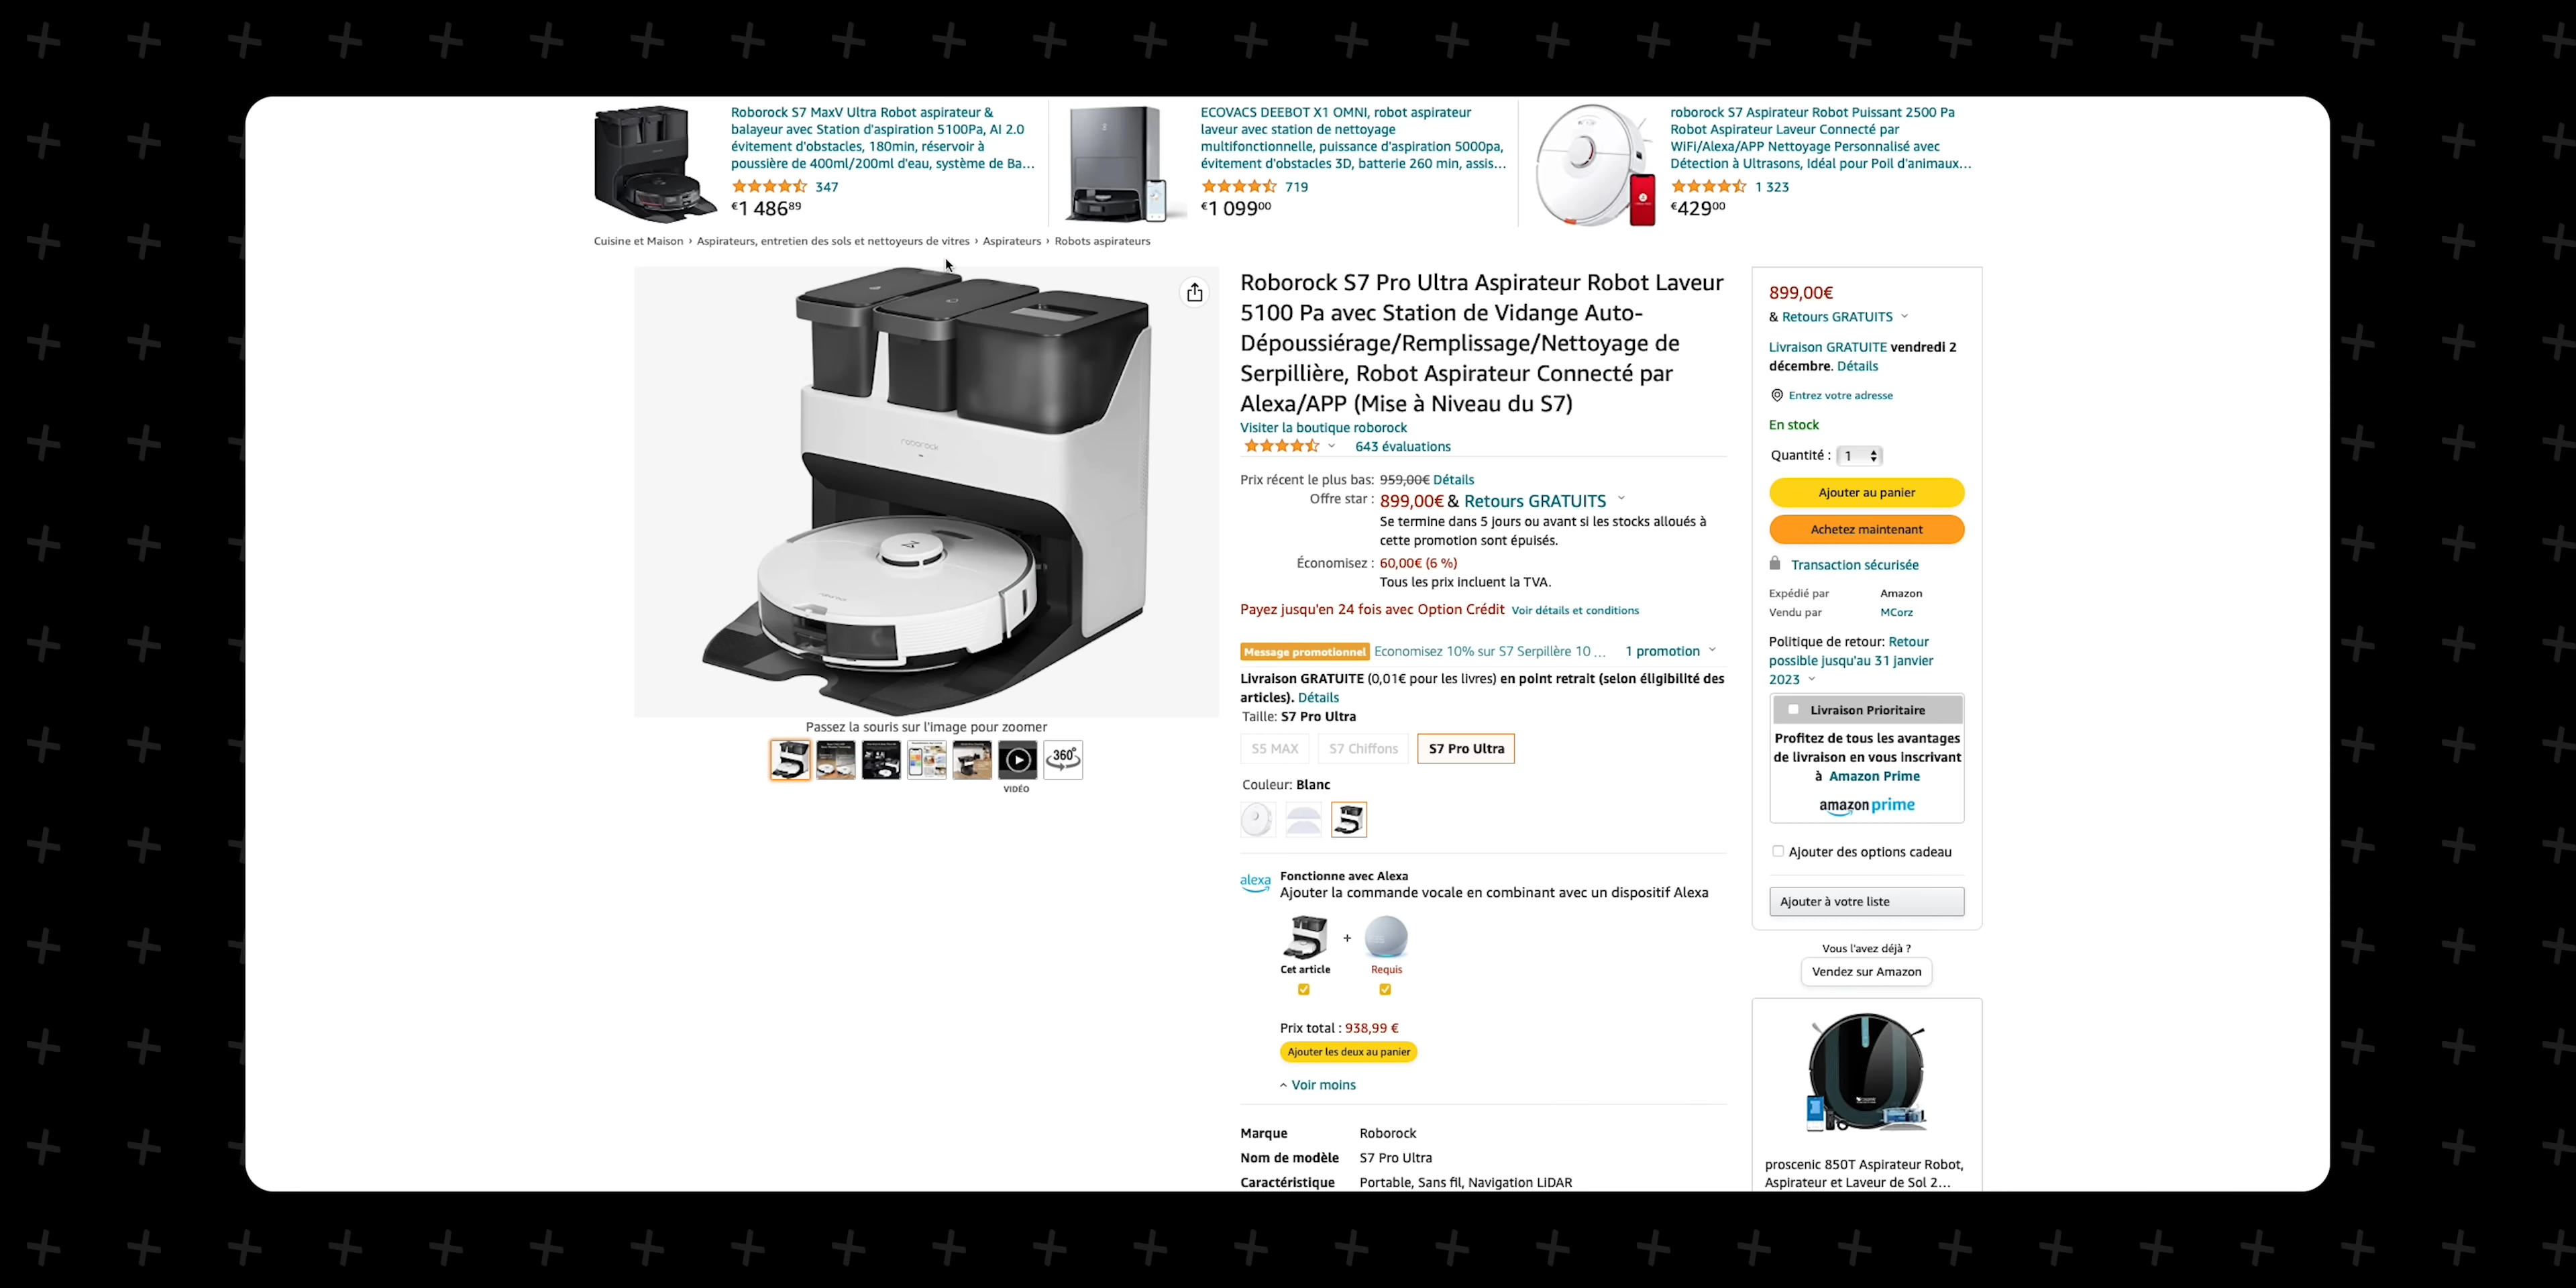 Roborock S7 MaxV Ultra Robot aspirateur &
balayeur avec Station d'aspiration 5100Pa, AI 2.0
évitement d'obstacles, 180min, réservoir à
poussière de 400ml/200ml d'eau, système de Ba...
347
€1 486⁸⁹
ECOVACS DEEBOT X1 OMNI, robot aspirateur
laveur avec station de nettoyage
multifonctionnelle, puissance d'aspiration 5000pa,
évitement d'obstacles 3D, batterie 260 min, assis...
719
€1 099⁰⁰
roborock S7 Aspirateur Robot Puissant 2500 Pa
Robot Aspirateur Laveur Connecté par
WiFi/Alexa/APP Nettoyage Personnalisé avec
Détection à Ultrasons, Idéal pour Poil d'animaux...
1 323
€429⁰⁰
Cuisine et Maison › Aspirateurs, entretien des sols et nettoyeurs de vitres › Aspirateurs › Robots aspirateurs
roborock
Passez la souris sur l'image pour zoomer
360°
VIDÉO
Roborock S7 Pro Ultra Aspirateur Robot Laveur
5100 Pa avec Station de Vidange Auto-
Dépoussiérage/Remplissage/Nettoyage de
Serpillière, Robot Aspirateur Connecté par
Alexa/APP (Mise à Niveau du S7)
Visiter la boutique roborock
643 évaluations
Prix récent le plus bas: 959,00€ Détails
Offre star : 899,00€ & Retours GRATUITS
Se termine dans 5 jours ou avant si les stocks alloués à
cette promotion sont épuisés.
Économisez : 60,00€ (6 %)
Tous les prix incluent la TVA.
Payez jusqu'en 24 fois avec Option Crédit Voir détails et conditions
Message promotionnel Economisez 10% sur S7 Serpillère 10 ... 1 promotion
Livraison GRATUITE (0,01€ pour les livres) en point retrait (selon éligibilité des
articles). Détails
Taille: S7 Pro Ultra
S5 MAX S7 Chiffons S7 Pro Ultra
Couleur: Blanc
alexa
Fonctionne avec Alexa
Ajouter la commande vocale en combinant avec un dispositif Alexa
+
Cet article Requis
Prix total : 938,99 €
Ajouter les deux au panier
Voir moins
Marque Roborock
Nom de modèle S7 Pro Ultra
Caractéristique Portable, Sans fil, Navigation LIDAR
899,00€
& Retours GRATUITS
Livraison GRATUITE vendredi 2
décembre. Détails
Entrez votre adresse
En stock
Quantité : 1
Ajouter au panier
Achetez maintenant
Transaction sécurisée
Expédié par Amazon
Vendu par MCorz
Politique de retour: Retour
possible jusqu'au 31 janvier
2023
Livraison Prioritaire
Profitez de tous les avantages
de livraison en vous inscrivant
à Amazon Prime
amazon prime
Ajouter des options cadeau
Ajouter à votre liste
Vous l'avez déjà ?
Vendez sur Amazon
proscenic 850T Aspirateur Robot,
Aspirateur et Laveur de Sol 2...